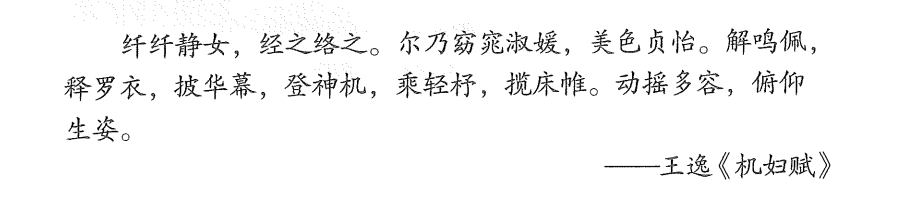 纤纤静女，经之络之。尔乃窈窕淑媛，美色贞怡。解鸣佩，
释罗衣，披华幕，登神机，乘轻杼，揽床帷。动摇多容，俯仰
生姿。
——王逸《机妇赋》